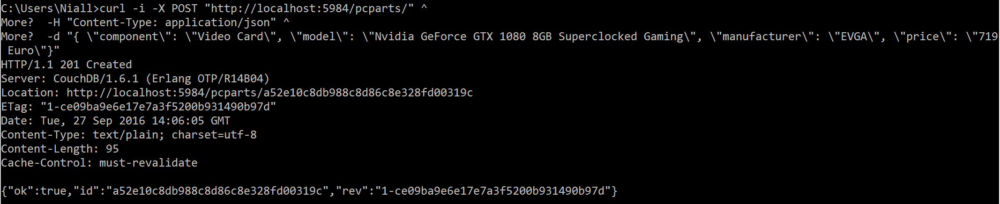 C:\Users\Niall>curl -i -X POST "http://localhost:5984/pcparts/" ^
More?  -H "Content-Type: application/json" ^
More?  -d "{ \"component\": \"Video Card\", \"model\": \"Nvidia GeForce GTX 1080 8GB Superclocked Gaming\", \"manufacturer\": \"EVGA\", \"price\": \"719
 Euro\"}"
HTTP/1.1 201 Created
Server: CouchDB/1.6.1 (Erlang OTP/R14B04)
Location: http://localhost:5984/pcparts/a52e10c8db988c8d86c8e328fd00319c
ETag: "1-ce09ba9e6e17e7a3f5200b931490b97d"
Date: Tue, 27 Sep 2016 14:06:05 GMT
Content-Type: text/plain; charset=utf-8
Content-Length: 95
Cache-Control: must-revalidate

{"ok":true,"id":"a52e10c8db988c8d86c8e328fd00319c","rev":"1-ce09ba9e6e17e7a3f5200b931490b97d"}